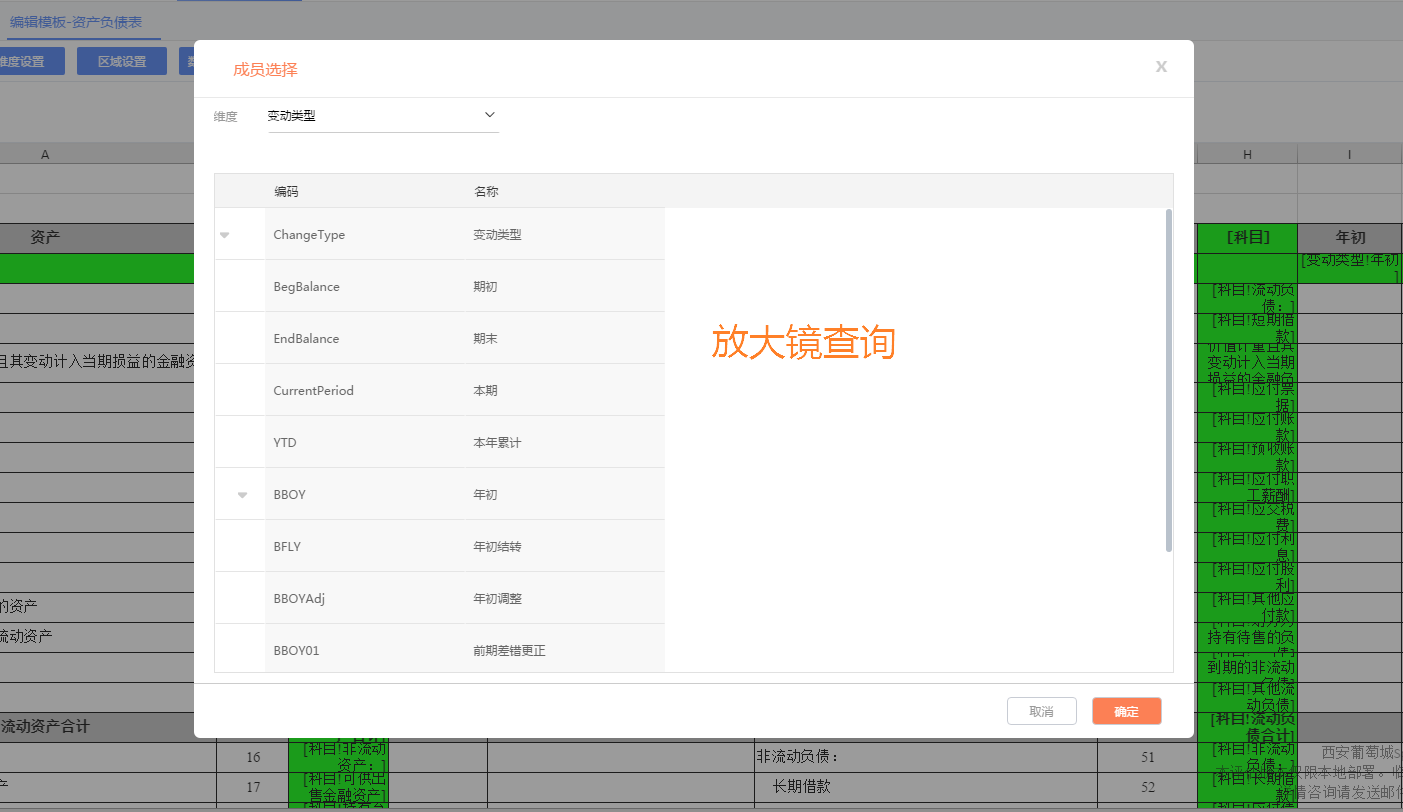 编辑模板-资产负债表
维度设置 区域设置
成员选择 X
维度 变动类型
A H I
编码 名称
资产 [科目] 年初
ChangeType 变动类型
[变动类型!年初]
BegBalance 期初
[科目!流动负债：]
EndBalance 期末
[科目!短期借款]
放大镜查询
且其变动计入当期损益的金融资
价值计量且其变动计入当期损益的金融负
CurrentPeriod 本期
[科目!应付票据]
[科目!应付账款]
YTD 本年累计
[科目!预收账款]
BBOY 年初
[科目!应付职工薪酬]
[科目!应交税费]
BFLY 年初结转
[科目!应付利息]
[科目!应付股利]
BBOYAdj 年初调整
的资产
[科目!其他应付款]
流动资产
持有待售的负
BBOY01 前期差错更正
到期的非流动
[科目!其他流动负债]
取消 确定
流动资产合计
[科目!流动负债合计]
16 [科目!非流动资产：] 非流动负债： 51 [科目!非流动负债：]
西安葡萄城
17 [科目!可供出售金融资产] 长期借款 52 [科目!长期借款]
仅限本地部署。
情咨询请发送邮